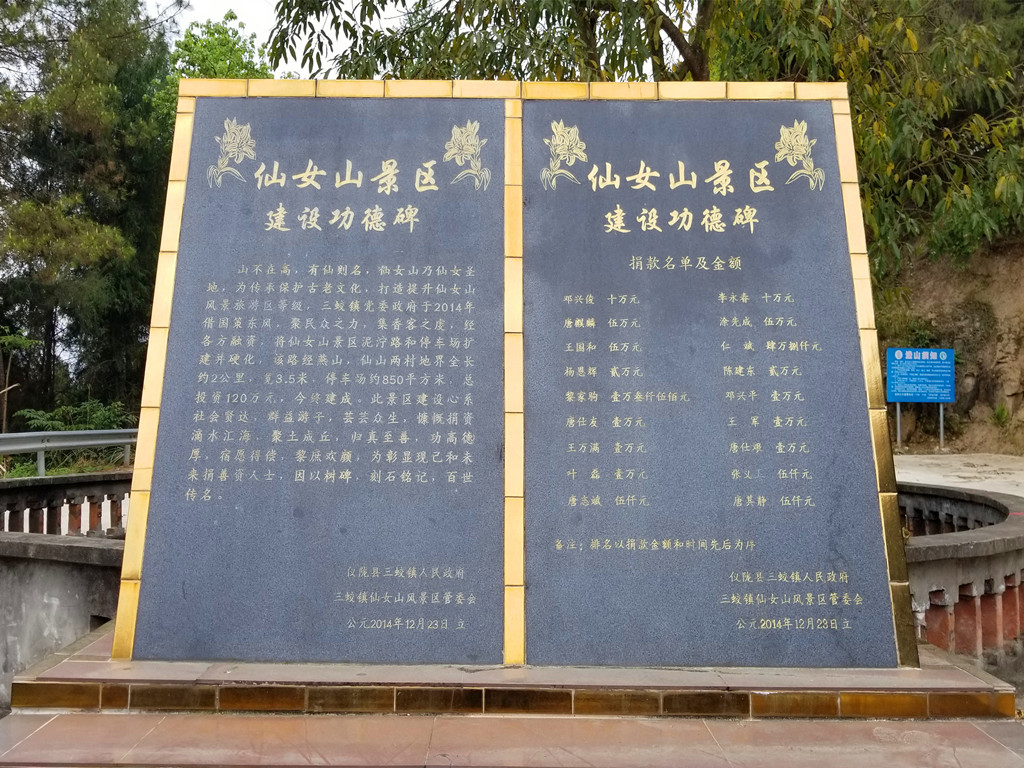 仙女山景区
建设功德碑
山不在高，有仙则名，仙女山乃仙女圣
地，为传承保护古老文化，打造提升仙女山
风景旅游区等级，三蛟镇党委政府于2014年
借国策东风，聚民众之力，集香客之虔，经
各方融资，将仙女山景区泥泞路和停车场扩
建并硬化，该路经燕山，仙山两村地界全长
约2公里，宽3.5米，停车场约850平方米，总
投资120万元，今终建成。此景区建设心系
社会贤达，群益游子，芸芸众生，慷慨捐资
滴水汇海，聚土成丘，归真至善，功高德
厚，宿愿得偿，黎庶欢颜，为彰显现己和未
来捐善资人士，因以树碑，刻石铭记，百世
传名。
仪陇县三蛟镇人民政府
三蛟镇仙女山风景区管委会
公元2014年12月23日 立
仙女山景区
建设功德碑
捐款名单及金额
邓兴俊 十万元 李永春 十万元
唐麒麟 伍万元 涂先成 伍万元
王国和 伍万元 仁斌 肆万捌仟元
杨恩辉 贰万元 陈建东 贰万元
黎家驹 壹万叁仟伍佰元 邓兴平 壹万元
唐仕友 壹万元 王军 壹万元
王万满 壹万元 唐仕 壹万元
叶磊 壹万元 张义 伍仟元
唐志斌 伍仟元 唐其静 伍仟元
备注：排名以捐款金额和时间先后为序
仪陇县三蛟镇人民政府
三蛟镇仙女山风景区管委会
公元2014年12月23日立